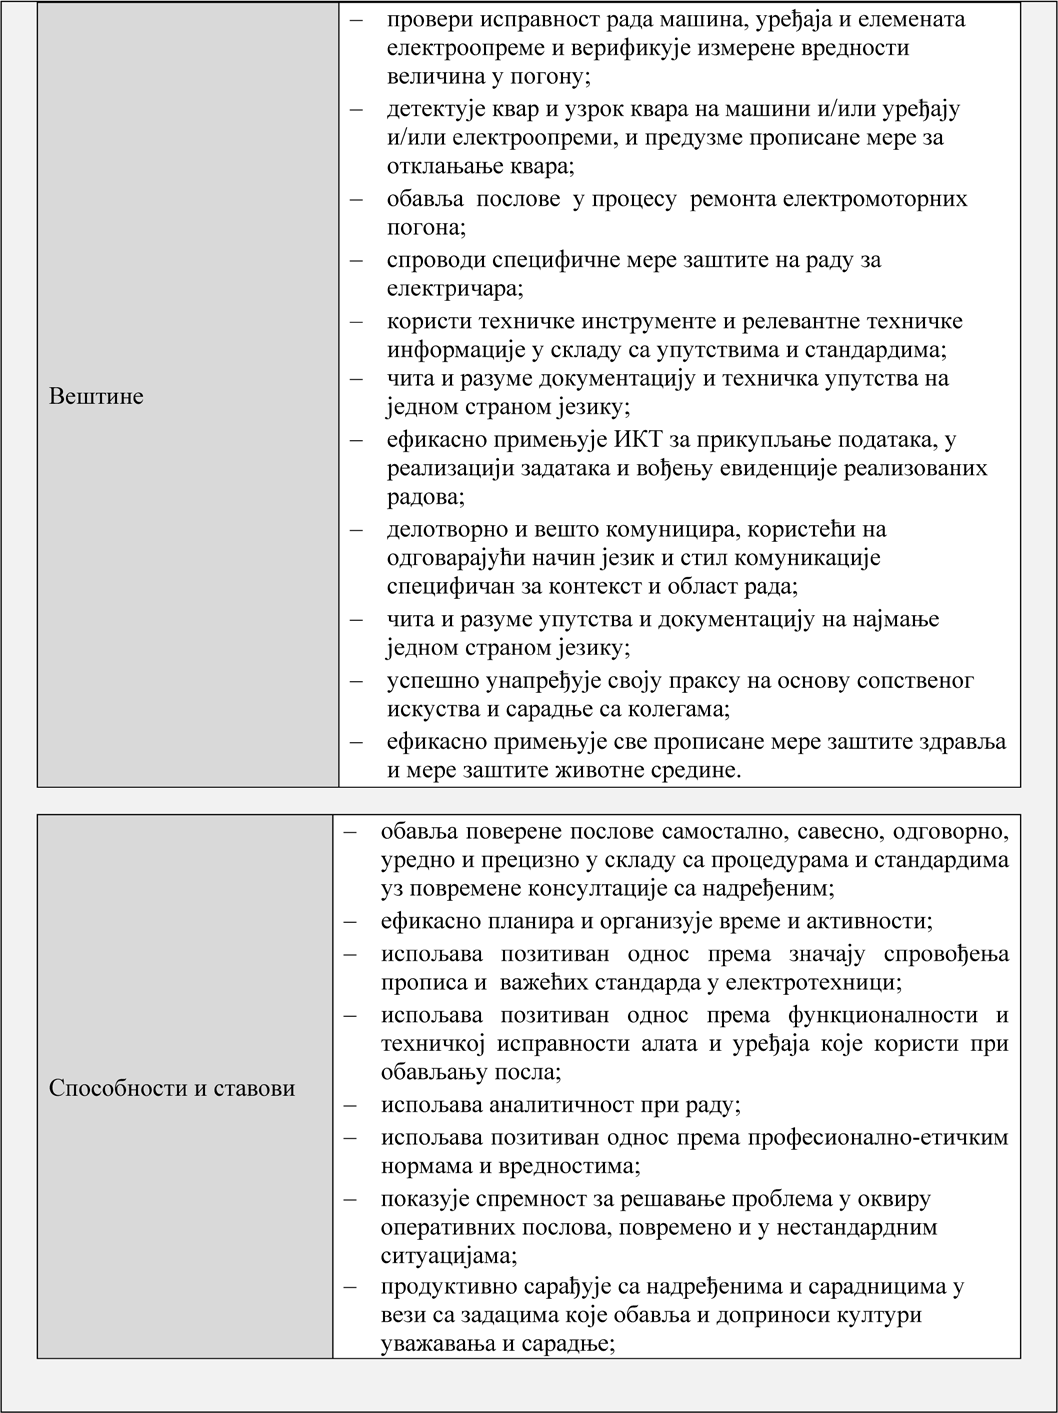 – провери исправност рада машина, уређаја и елемената
електроопреме и верификује измерене вредности
величина у погону;
– детектује квар и узрок квара на машини и/или уређају
и/или електроопреми, и предузме прописане мере за
отклањање квара;
– обавља послове у процесу ремонта електромоторних
погона;
– спроводи специфичне мере заштите на раду за
електричара;
– користи техничке инструменте и релевантне техничке
информације у складу са упутствима и стандардима;
– чита и разуме документацију и техничка упутства на
једном страном језику;
Вештине
– ефикасно примењује ИКТ за прикупљање података, у
реализацији задатака и вођењу евиденције реализованих
радова;
– делотворно и вешто комуницира, користећи на
одговарајући начин језик и стил комуникације
специфичан за контекст и област рада;
– чита и разуме упутства и документацију на најмање
једном страном језику;
– успешно унапређује своју праксу на основу сопственог
искуства и сарадње са колегама;
– ефикасно примењује све прописане мере заштите здравља
и мере заштите животне средине.
– обавља поверене послове самостално, савесно, одговорно,
уредно и прецизно у складу са процедурама и стандардима
уз повремене консултације са надређеним;
– ефикасно планира и организује време и активности;
– испољава позитиван однос према значају спровођења
прописа и важећих стандарда у електротехници;
– испољава позитиван однос према функционалности и
техничкој исправности алата и уређаја које користи при
обављању посла;
Способности и ставови
– испољава аналитичност при раду;
– испољава позитиван однос према професионално-етичким
нормама и вредностима;
– показује спремност за решавање проблема у оквиру
оперативних послова, повремено и у нестандардним
ситуацијама;
– продуктивно сарађује са надређенима и сарадницима у
вези са задацима које обавља и доприноси култури
уважавања и сарадње;